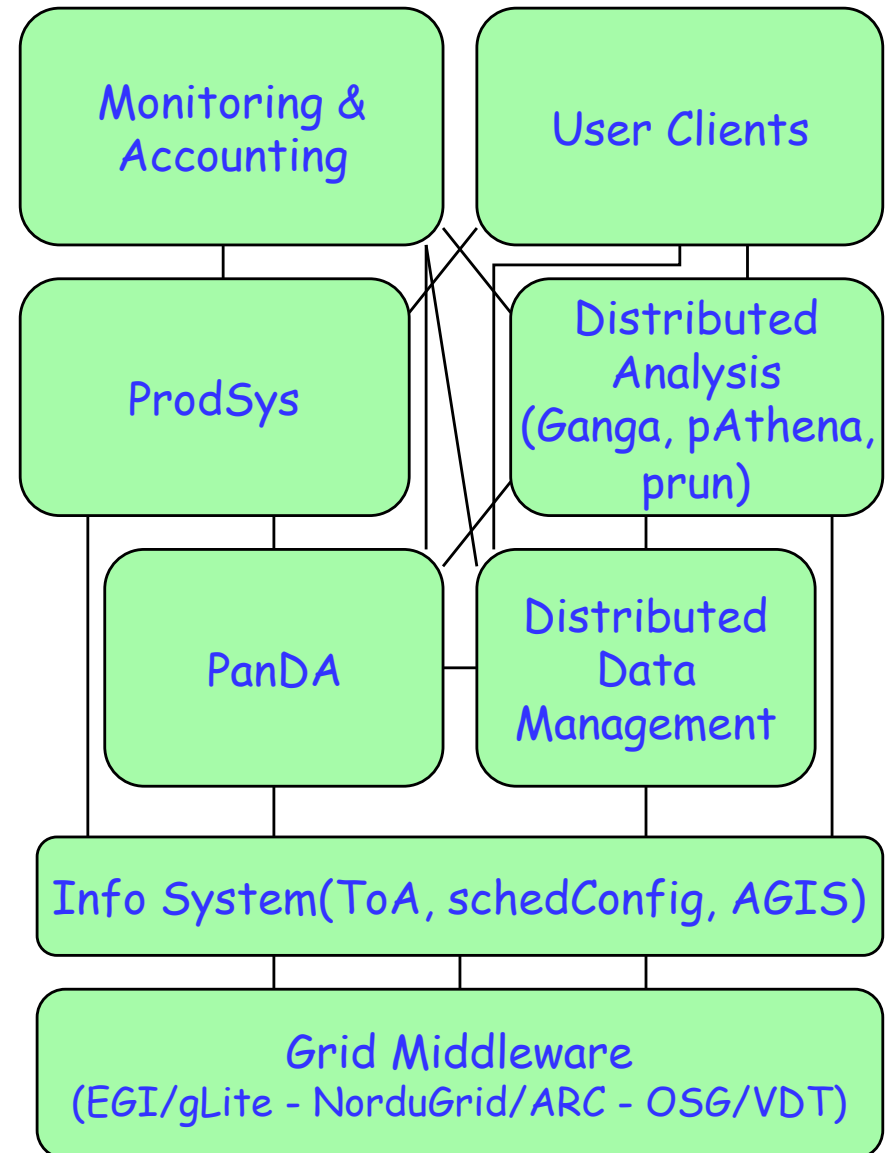 Monitoring &
Accounting
User Clients
ProdSys
Distributed
Analysis
(Ganga, pAthena,
prun)
PanDA
Distributed
Data
Management
Info System(ToA, schedConfig, AGIS)
Grid Middleware
(EGI/gLite - NorduGrid/ARC - OSG/VDT)